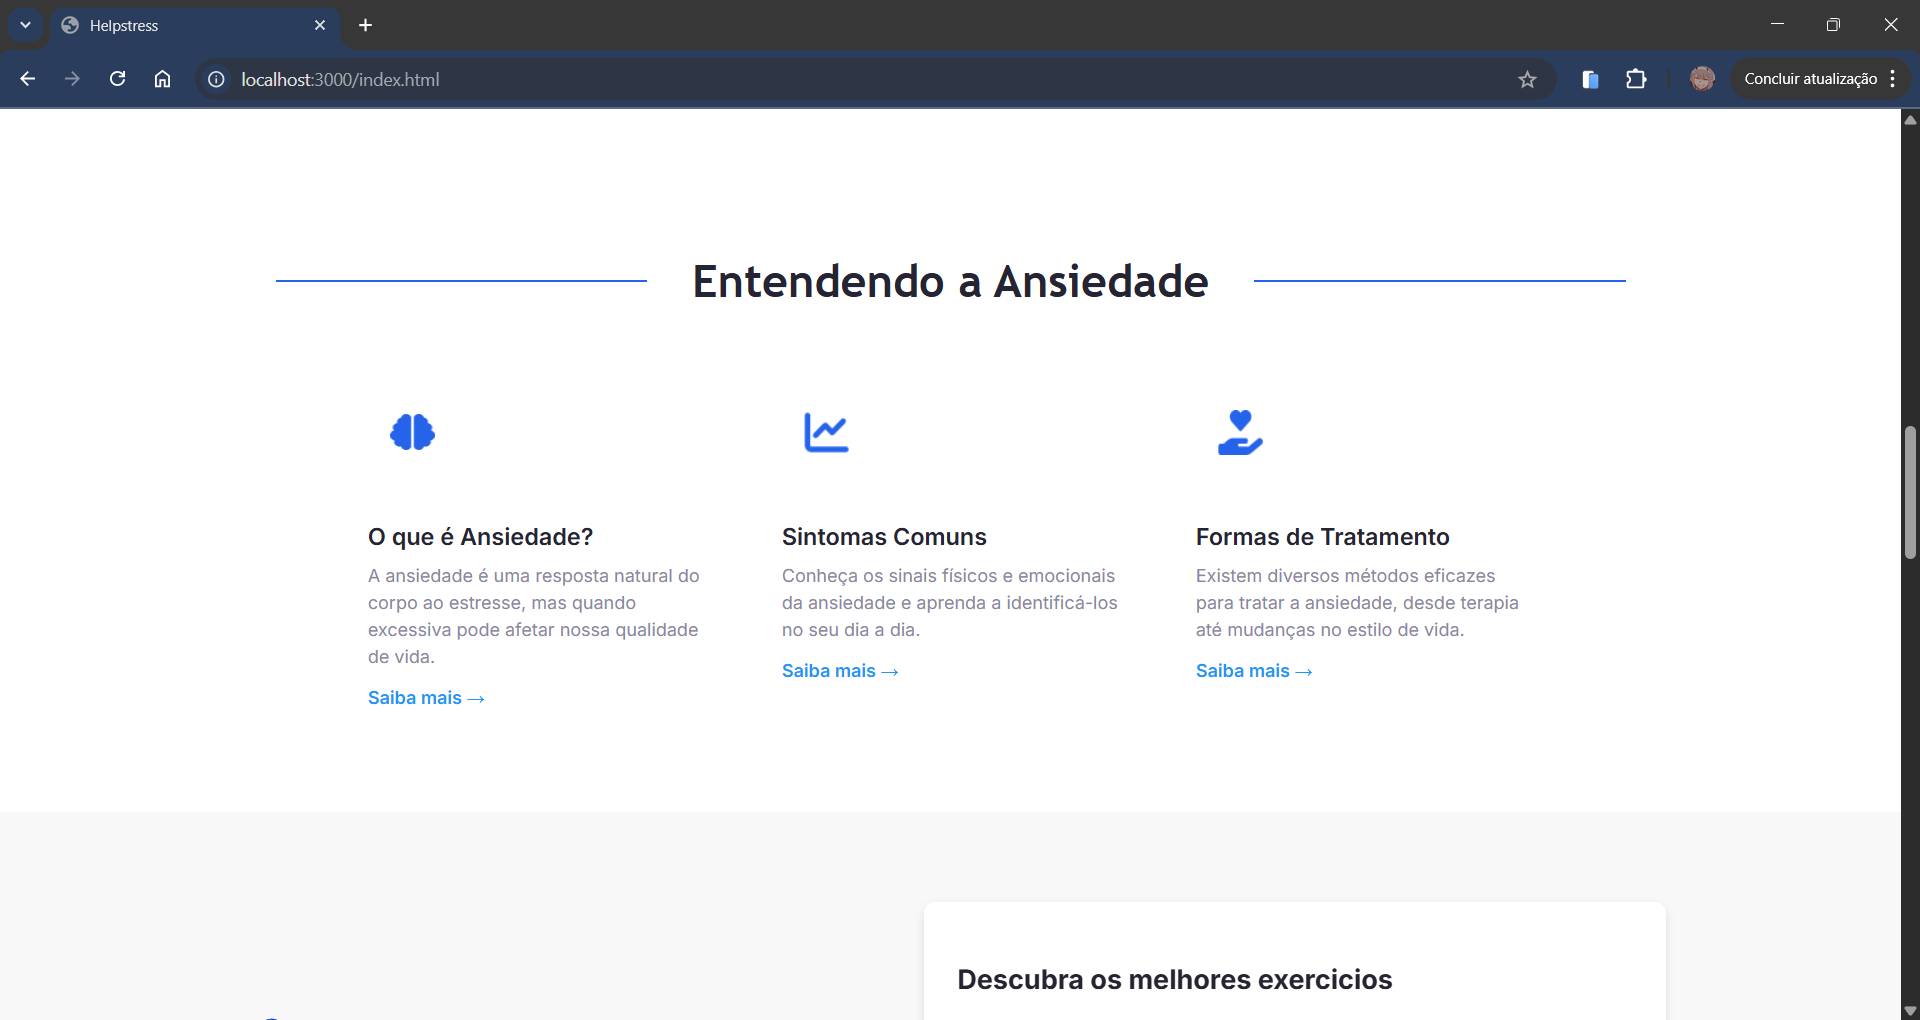 Helpstress
localhost:3000/index.html
Concluir atualização
Entendendo a Ansiedade
O que é Ansiedade?
A ansiedade é uma resposta natural do
corpo ao estresse, mas quando
excessiva pode afetar nossa qualidade
de vida.
Saiba mais →
Sintomas Comuns
Conheça os sinais físicos e emocionais
da ansiedade e aprenda a identificá-los
no seu dia a dia.
Saiba mais →
Formas de Tratamento
Existem diversos métodos eficazes
para tratar a ansiedade, desde terapia
até mudanças no estilo de vida.
Saiba mais →
Descubra os melhores exercicios